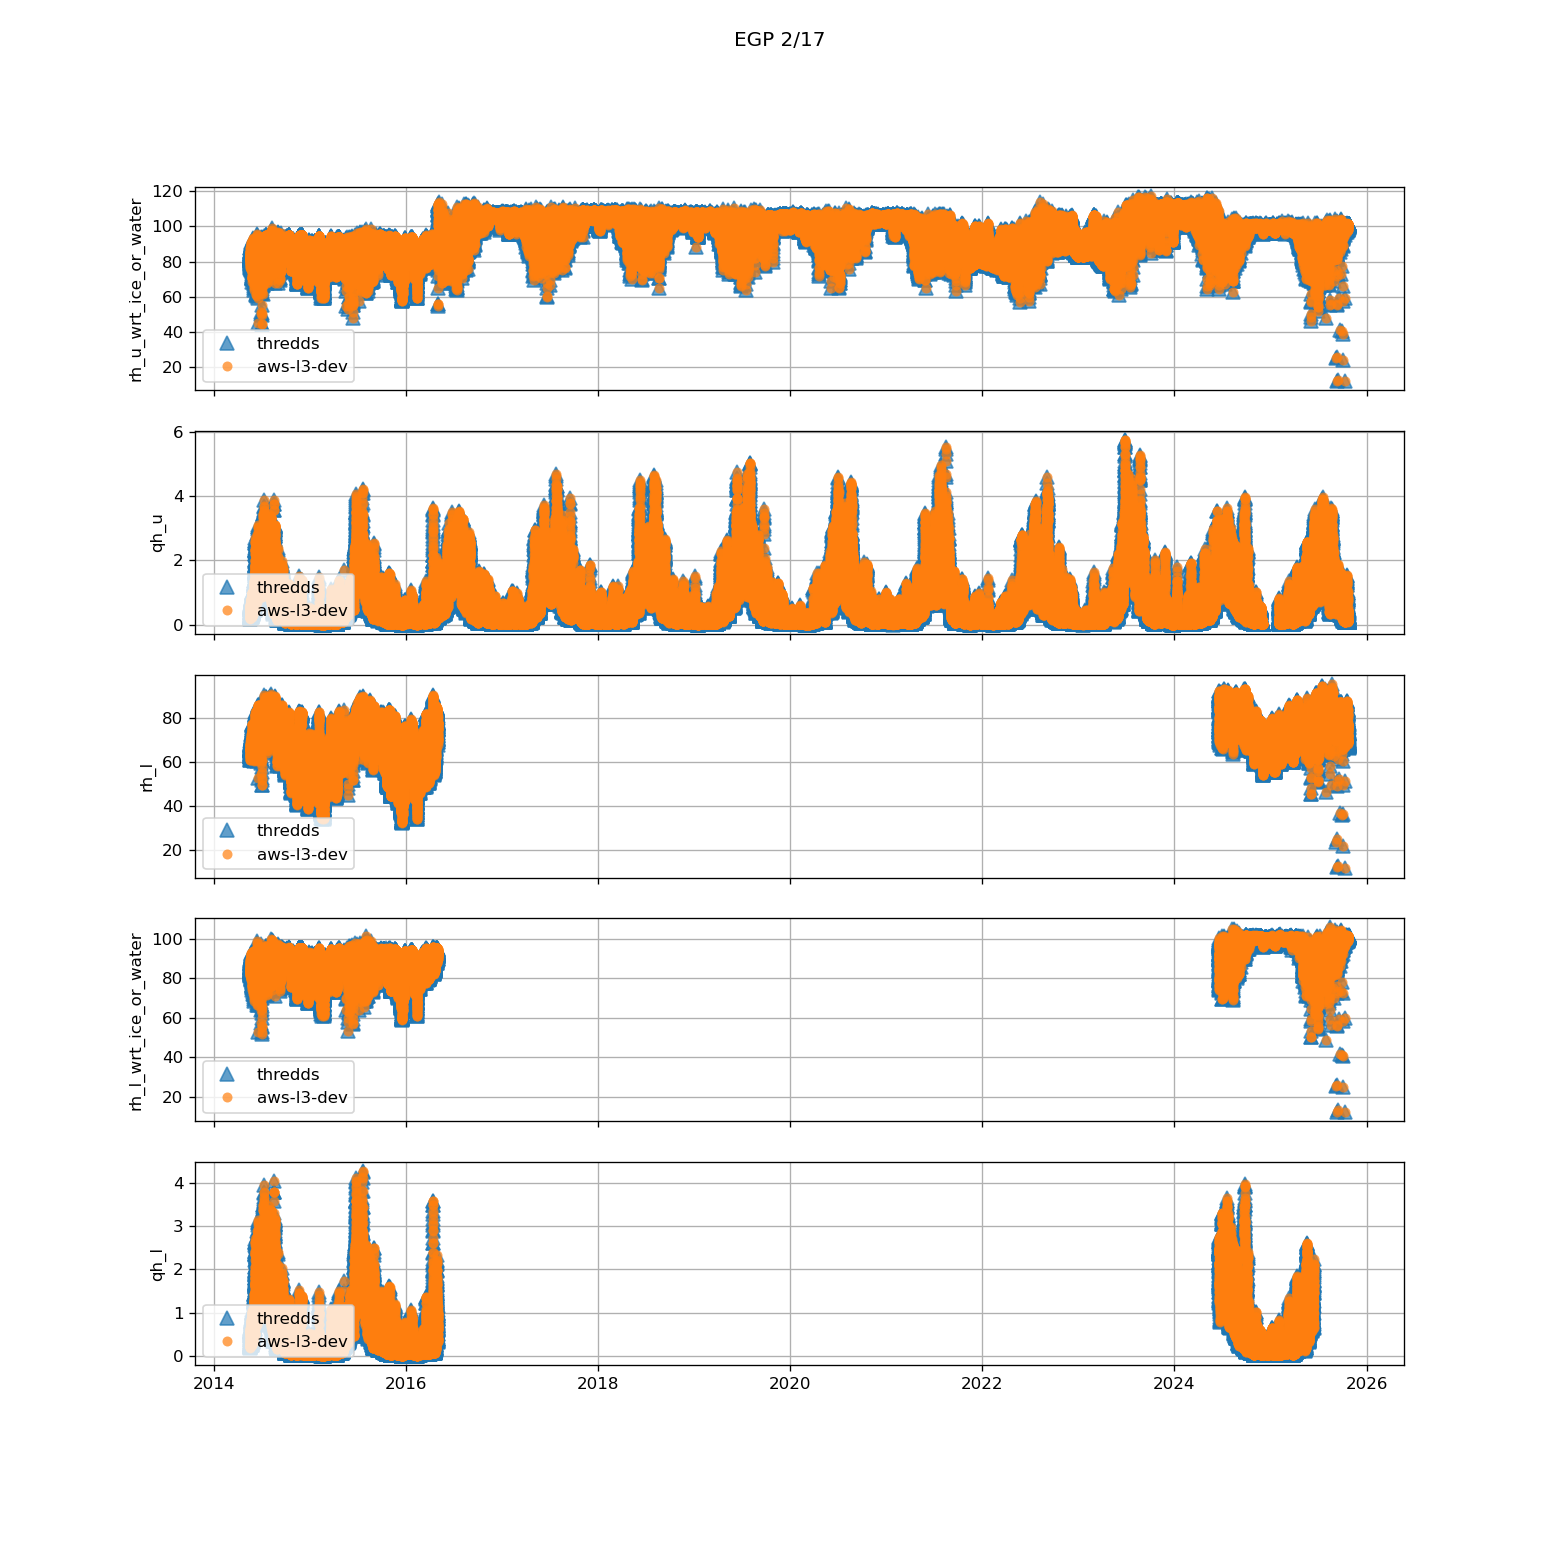 EGP 2/17
rh_u_wrt_ice_or_water
120
100
80
60
40
20
thredds
aws-l3-dev
qh_u
6
4
2
0
thredds
aws-l3-dev
rh_l
80
60
40
20
thredds
aws-l3-dev
rh_l_wrt_ice_or_water
100
80
60
40
20
thredds
aws-l3-dev
qh_l
4
3
2
1
0
thredds
aws-l3-dev
2014 2016 2018 2020 2022 2024 2026